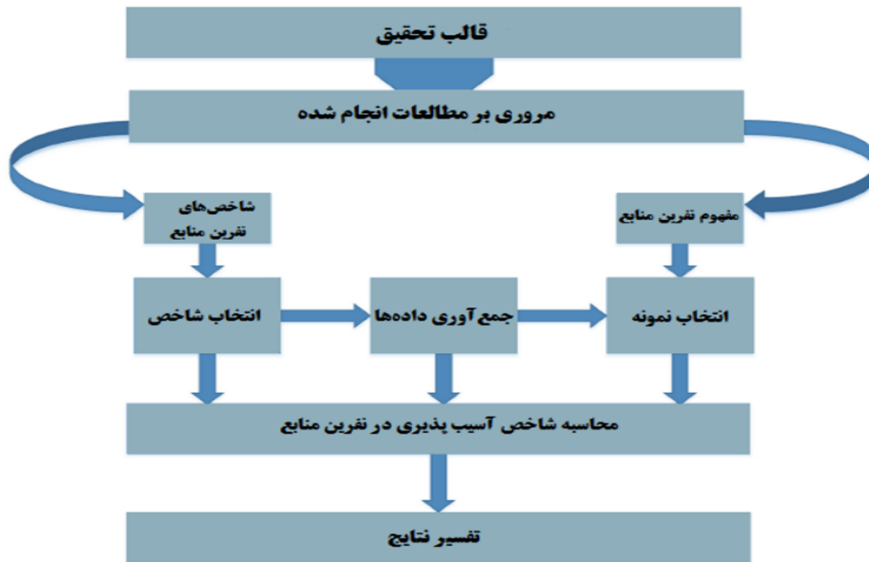 قالب تحقیق
مروری بر مطالعات انجام شده
مفهوم نفرین منابع
شاخص‌های
نفرین منابع
انتخاب نمونه
جمع‌آوری داده‌ها
انتخاب شاخص
محاسبه شاخص آسیب پذیری در نفرین منابع
تفسیر نتایج